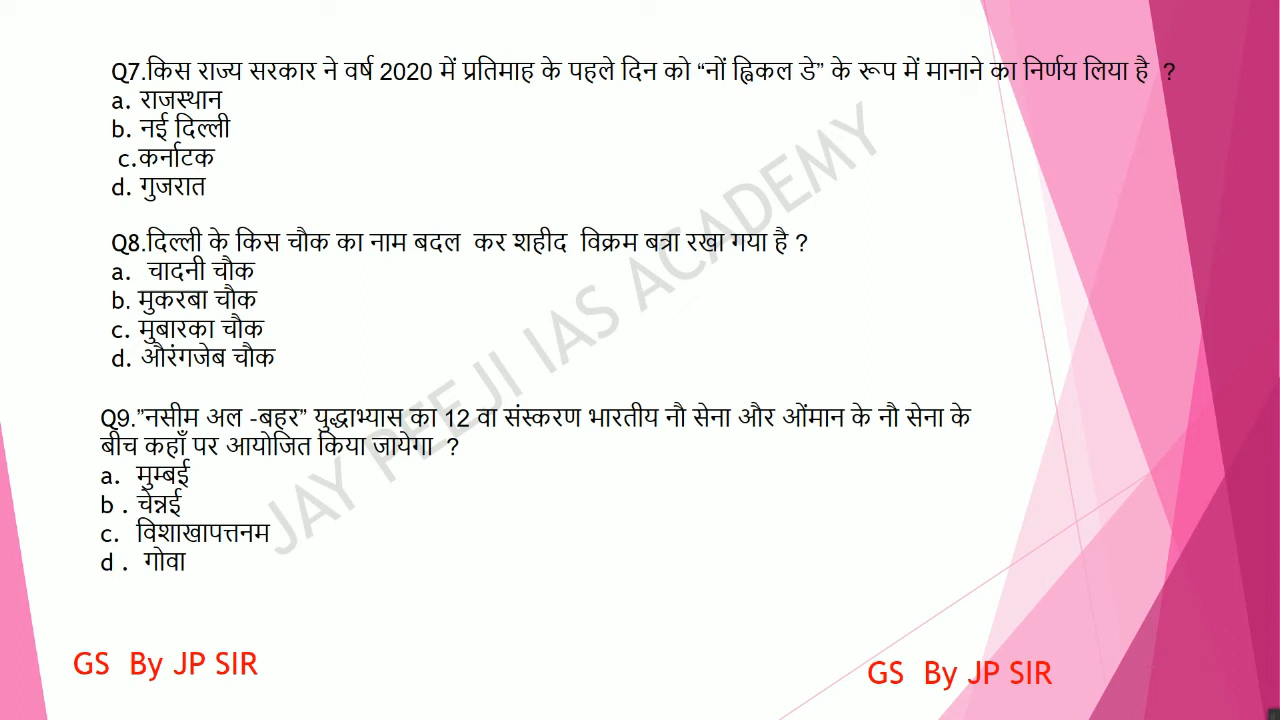 Q7.किस राज्य सरकार ने वर्ष 2020 में प्रतिमाह के पहले दिन को “नों ह्विकल डे” के रूप में मानाने का निर्णय लिया है ?
a. राजस्थान
b. नई दिल्ली
c.कर्नाटक
d. गुजरात
Q8.दिल्ली के किस चौक का नाम बदल कर शहीद विक्रम बत्रा रखा गया है ?
a. चादनी चौक
b. मुकरबा चौक
c. मुबारका चौक
d. औरंगजेब चौक
Q9.”नसीम अल -बहर” युद्धाभ्यास का 12 वा संस्करण भारतीय नौ सेना और ओंमान के नौ सेना के
बीच कहाँ पर आयोजित किया जायेगा ?
a. मुम्बई
b . चेन्नई
c. विशाखापत्तनम
d . गोवा
JAY PEEJI IAS ACADEMY
GS By JP SIR
GS By JP SIR